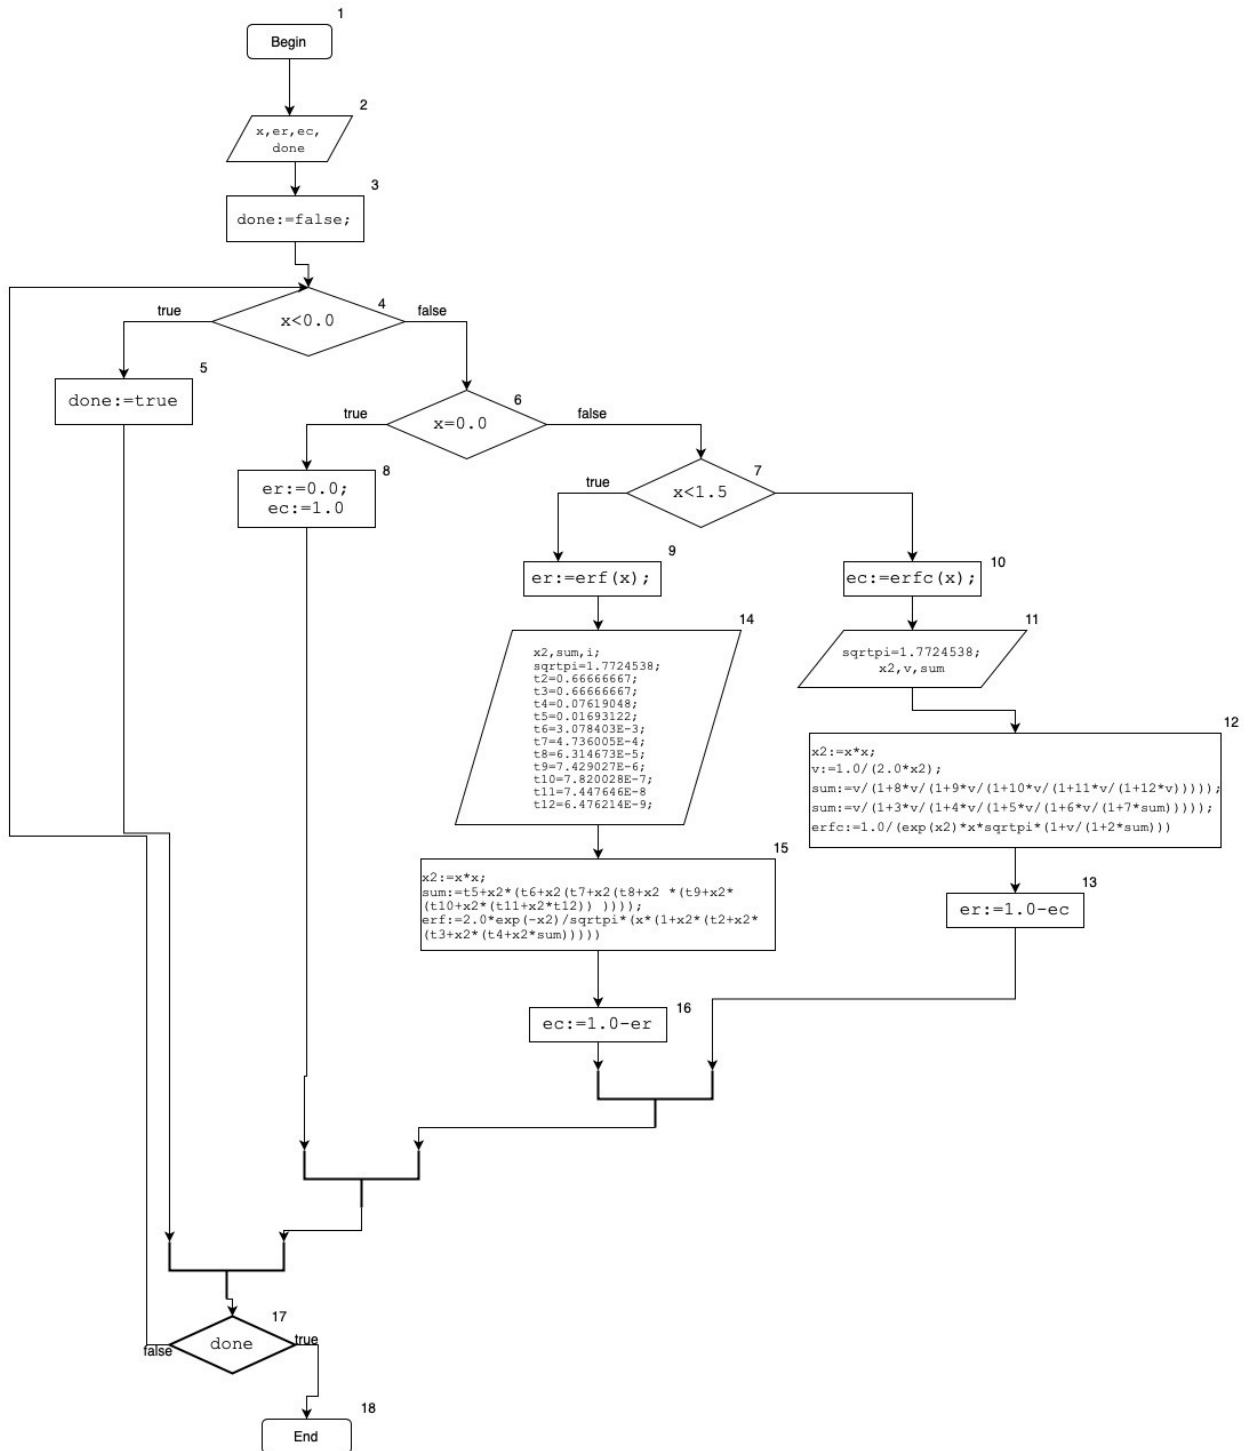 1
Begin
2
x,er,ec,
done
3
done:=false;
4
true
false
x<0.0
5
done:=true
6
true
false
x=0.0
7
8
er:=0.0;
ec:=1.0
true
x<1.5
9
er:=erf(x);
10
ec:=erfc(x);
14
x2,sum,i;
sqrtpi=1.7724538;
t2=0.66666667;
t3=0.66666667;
t4=0.07619048;
t5=0.01693122;
t6=3.078403E-3;
t7=4.736005E-4;
t8=6.314673E-5;
t9=7.429027E-6;
t10=7.820028E-7;
t11=7.447646E-8
t12=6.476214E-9;
11
sqrtpi=1.7724538;
x2,v,sum
12
x2:=x*x;
v:=1.0/(2.0*x2);
sum:=v/(1+8*v/(1+9*v/(1+10*v/(1+11*v/(1+12*v)))));
sum:=v/(1+3*v/(1+4*v/(1+5*v/(1+6*v/(1+7*sum)))));
erfc:=1.0/(exp(x2)*x*sqrtpi*(1+v/(1+2*sum)))
15
x2:=x*x;
sum:=t5+x2*(t6+x2(t7+x2(t8+x2 *(t9+x2*
(t10+x2*(t11+x2*t12)) ))));
erf:=2.0*exp(-x2)/sqrtpi*(x*(1+x2*(t2+x2*
(t3+x2*(t4+x2*sum)))))
13
er:=1.0-ec
16
ec:=1.0-er
17
done
false
true
18
End